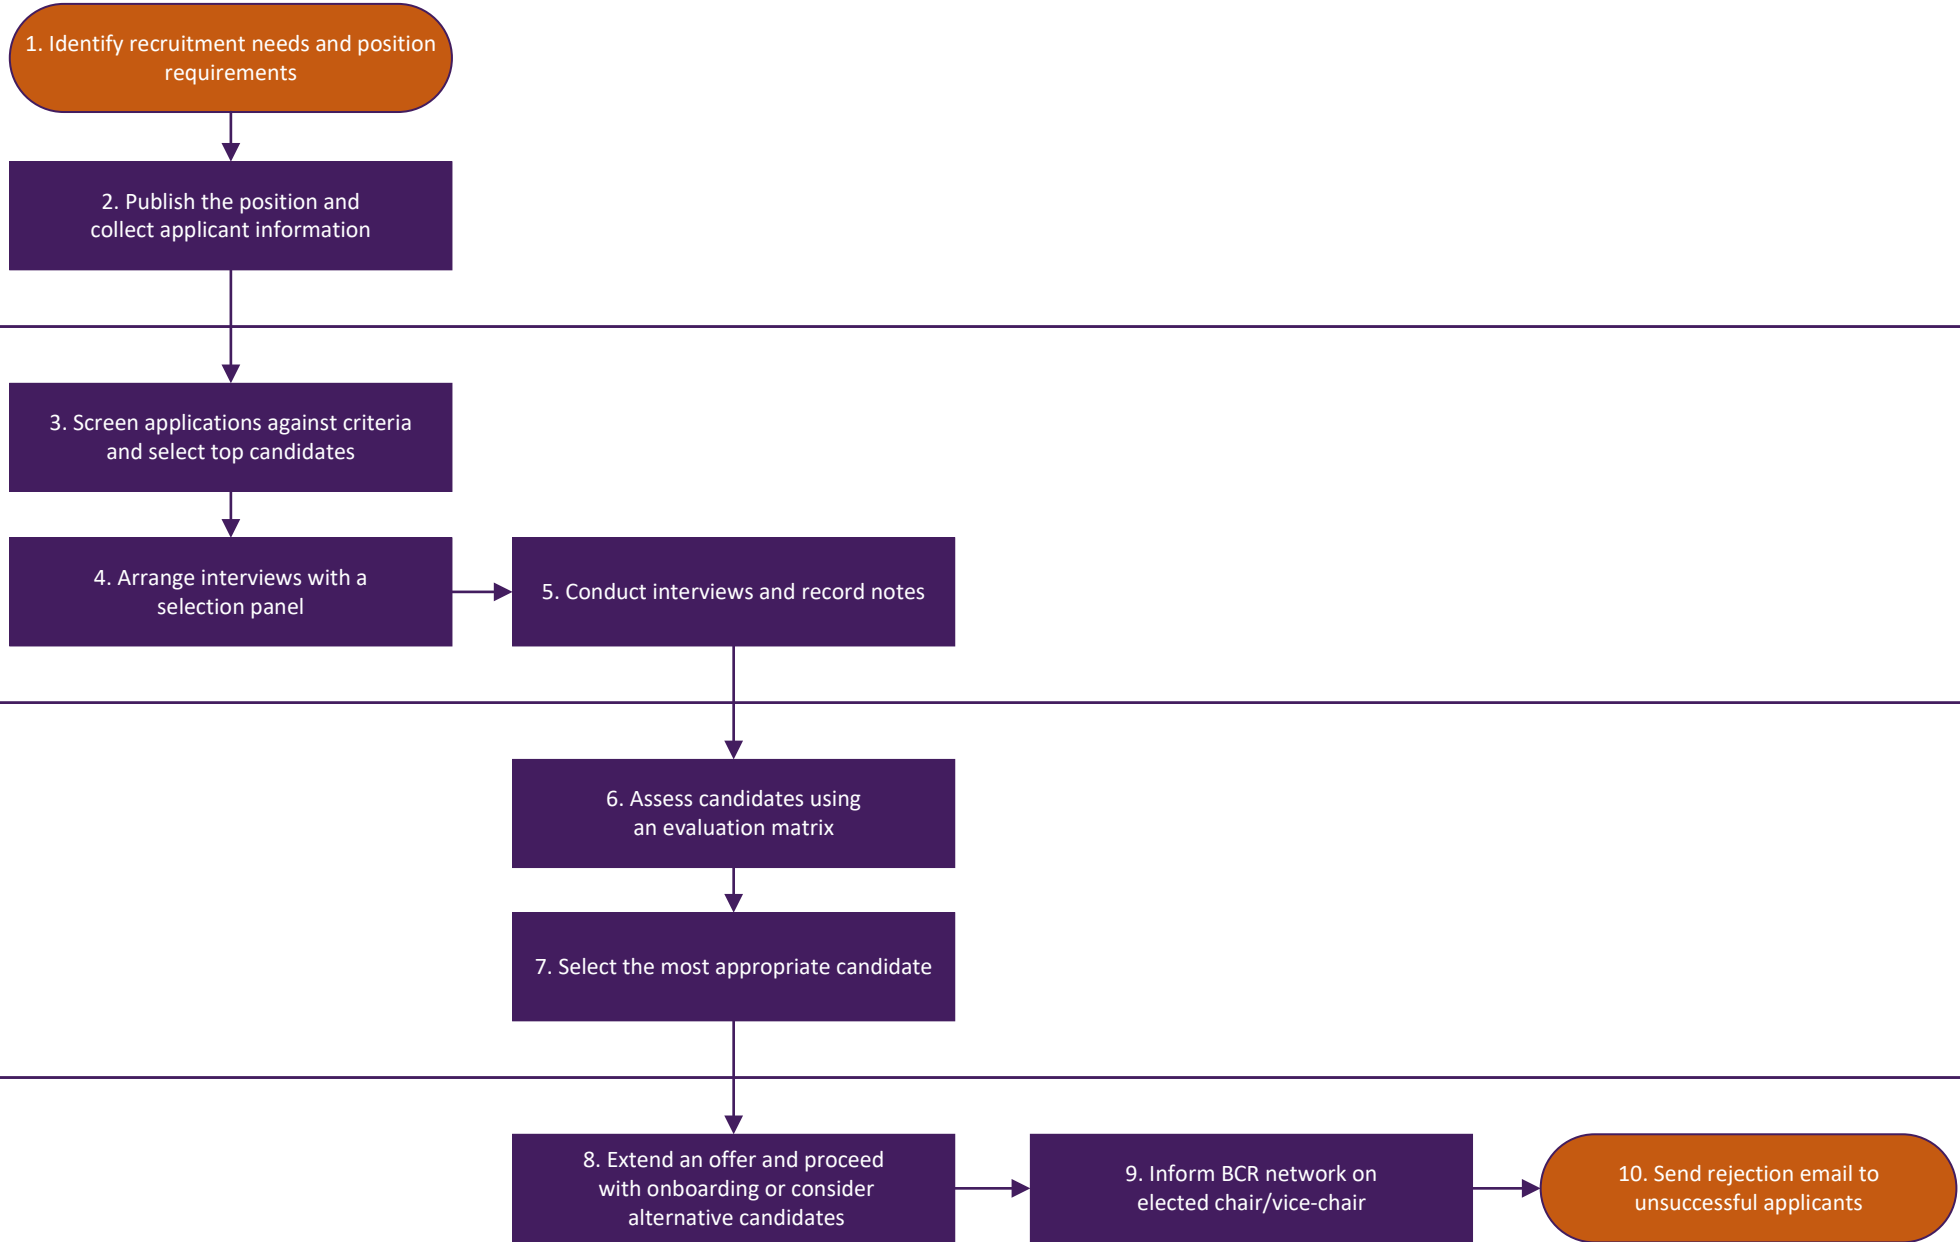 1. Identify recruitment needs and position
requirements
2. Publish the position and
collect applicant information
3. Screen applications against criteria
and select top candidates
4. Arrange interviews with a
selection panel
5. Conduct interviews and record notes
6. Assess candidates using
an evaluation matrix
7. Select the most appropriate candidate
8. Extend an offer and proceed
with onboarding or consider
alternative candidates
9. Inform BCR network on
elected chair/vice-chair
10. Send rejection email to
unsuccessful applicants